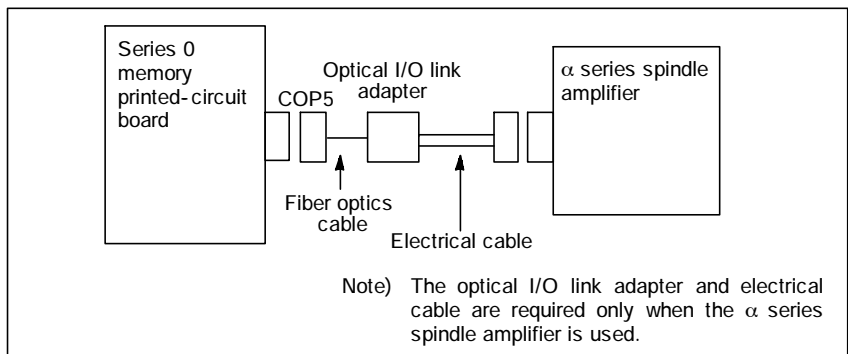 Series 0
memory
printed-circuit
board
COP5
Optical I/O link
adapter
α series spindle
amplifier
Fiber optics
cable
Electrical cable
Note) The optical I/O link adapter and electrical
cable are required only when the α series
spindle amplifier is used.